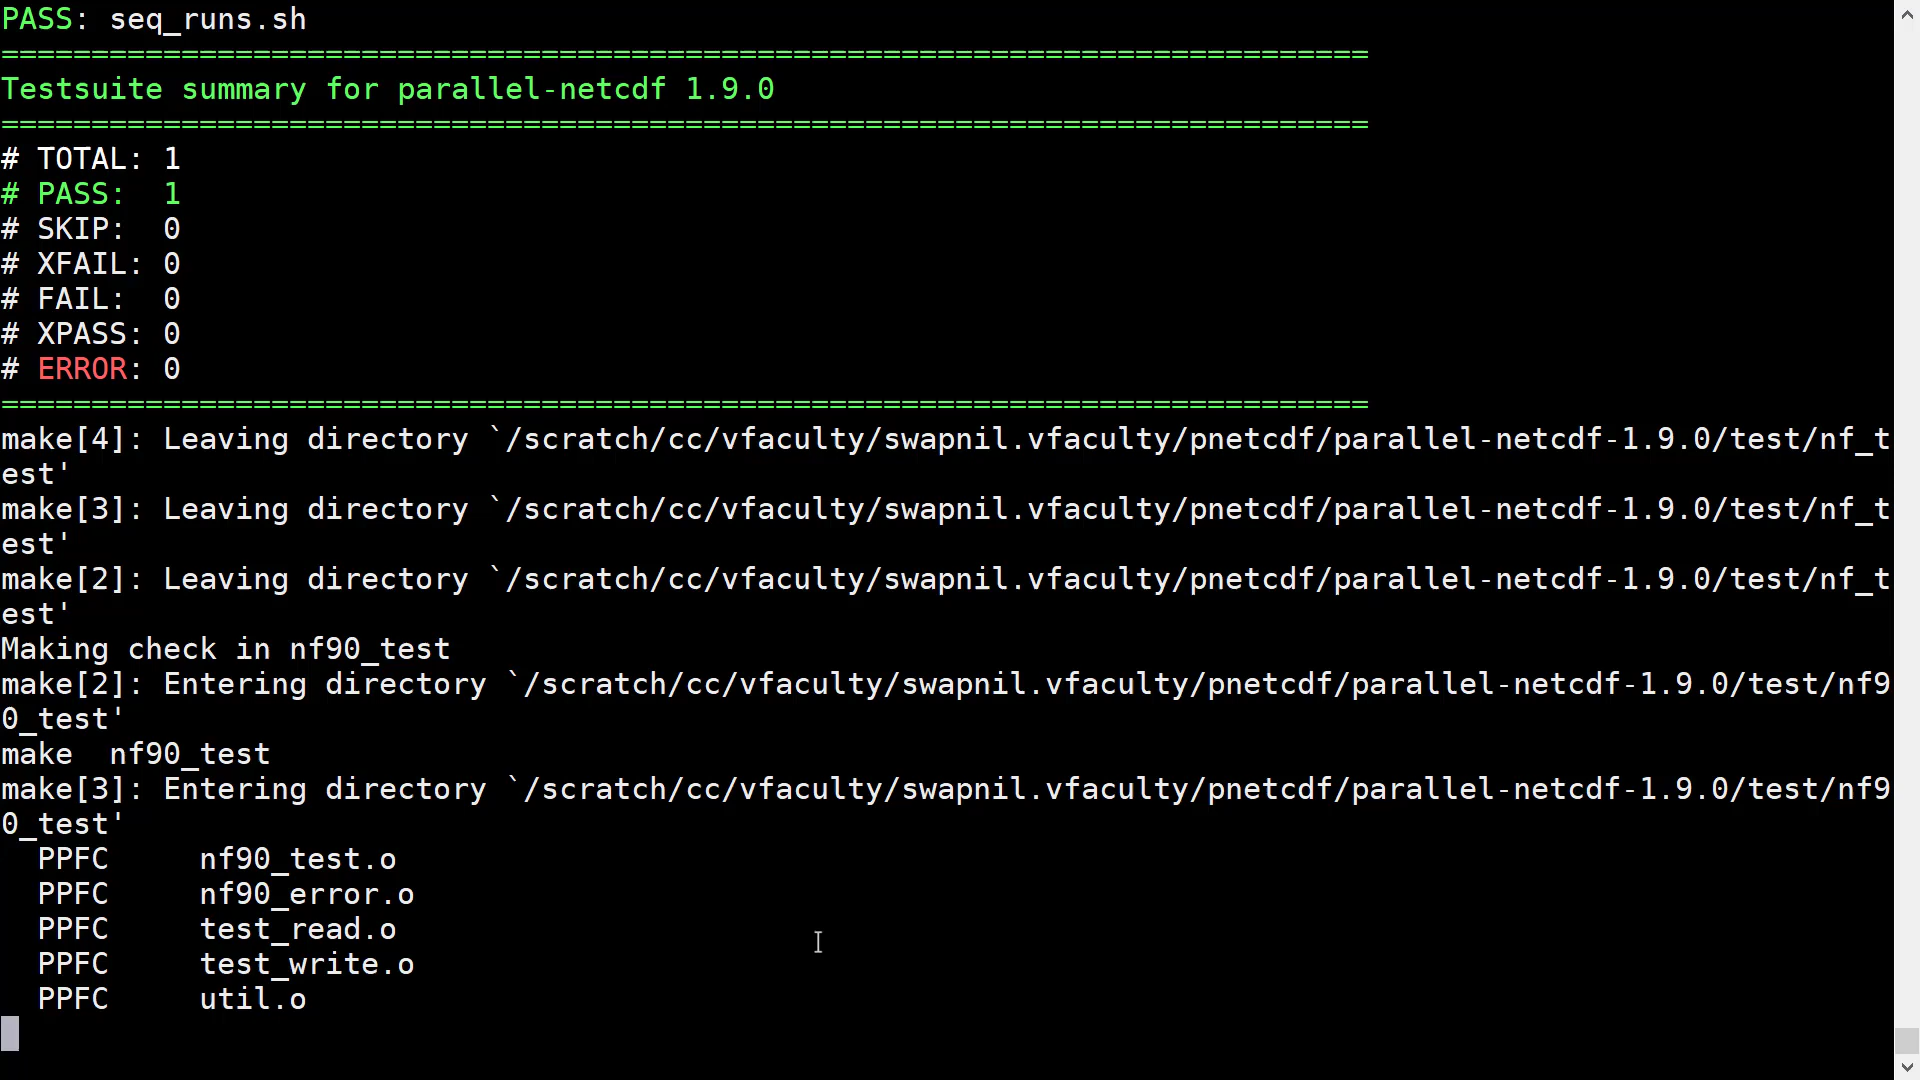 PASS: seq_runs.sh
============================================================================
Testsuite summary for parallel-netcdf 1.9.0
============================================================================
# TOTAL: 1
# PASS:  1
# SKIP:  0
# XFAIL: 0
# FAIL:  0
# XPASS: 0
# ERROR: 0
============================================================================
make[4]: Leaving directory `/scratch/cc/vfaculty/swapnil.vfaculty/pnetcdf/parallel-netcdf-1.9.0/test/nf_t
est'
make[3]: Leaving directory `/scratch/cc/vfaculty/swapnil.vfaculty/pnetcdf/parallel-netcdf-1.9.0/test/nf_t
est'
make[2]: Leaving directory `/scratch/cc/vfaculty/swapnil.vfaculty/pnetcdf/parallel-netcdf-1.9.0/test/nf_t
est'
Making check in nf90_test
make[2]: Entering directory `/scratch/cc/vfaculty/swapnil.vfaculty/pnetcdf/parallel-netcdf-1.9.0/test/nf9
0_test'
make  nf90_test
make[3]: Entering directory `/scratch/cc/vfaculty/swapnil.vfaculty/pnetcdf/parallel-netcdf-1.9.0/test/nf9
0_test'
  PPFC     nf90_test.o
  PPFC     nf90_error.o
  PPFC     test_read.o
  PPFC     test_write.o
  PPFC     util.o